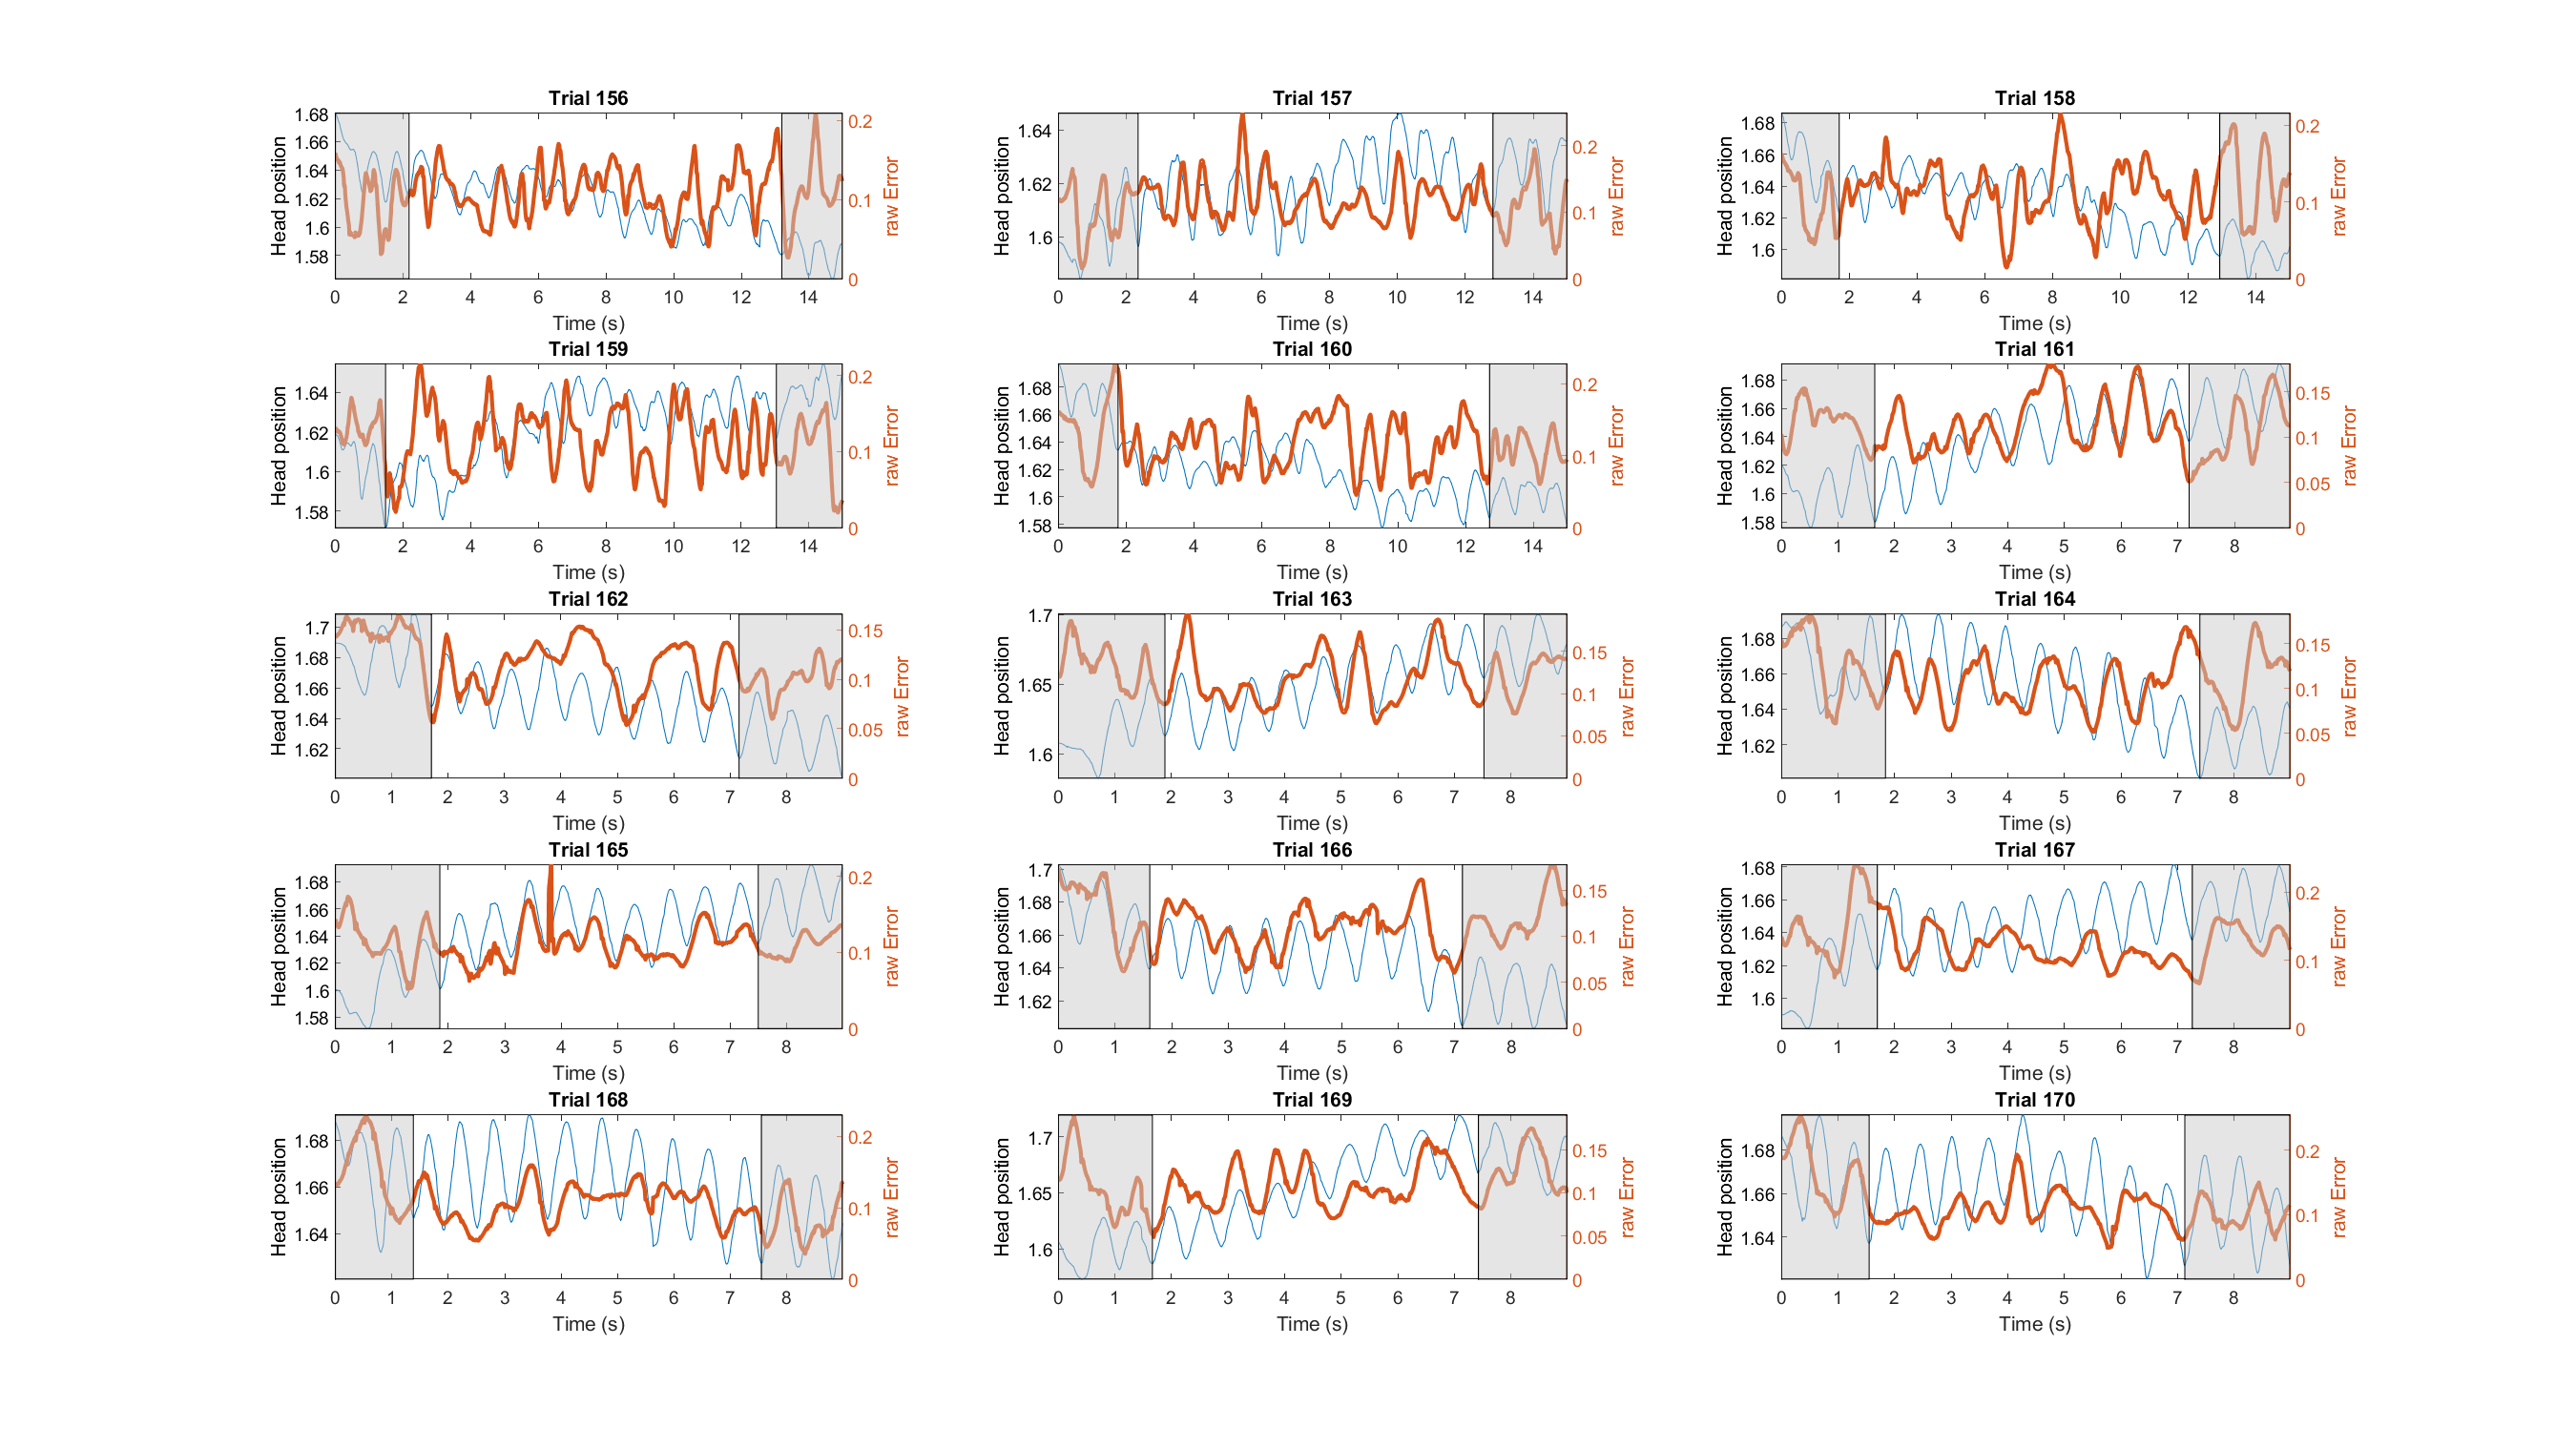 Trial 156
Head position
1.68
1.66
1.64
1.62
1.6
1.58
0.2
0.1
0
raw Error
0 2 4 6 8 10 12 14
Time (s)
Trial 157
Head position
1.64
1.62
1.6
0.2
0.1
0
raw Error
0 2 4 6 8 10 12 14
Time (s)
Trial 158
Head position
1.68
1.66
1.64
1.62
1.6
0.2
0.1
0
raw Error
0 2 4 6 8 10 12 14
Time (s)
Trial 159
Head position
1.64
1.62
1.6
1.58
0.2
0.1
0
raw Error
0 2 4 6 8 10 12 14
Time (s)
Trial 160
Head position
1.68
1.66
1.64
1.62
1.6
1.58
0.2
0.1
0
raw Error
0 2 4 6 8 10 12 14
Time (s)
Trial 161
Head position
1.68
1.66
1.64
1.62
1.6
1.58
0.15
0.1
0.05
0
raw Error
0 1 2 3 4 5 6 7 8
Time (s)
Trial 162
Head position
1.7
1.68
1.66
1.64
1.62
0.15
0.1
0.05
0
raw Error
0 1 2 3 4 5 6 7 8
Time (s)
Trial 163
Head position
1.7
1.65
1.6
0.15
0.1
0.05
0
raw Error
0 1 2 3 4 5 6 7 8
Time (s)
Trial 164
Head position
1.68
1.66
1.64
1.62
0.15
0.1
0.05
0
raw Error
0 1 2 3 4 5 6 7 8
Time (s)
Trial 165
Head position
1.68
1.66
1.64
1.62
1.6
1.58
0.2
0.1
0
raw Error
0 1 2 3 4 5 6 7 8
Time (s)
Trial 166
Head position
1.7
1.68
1.66
1.64
1.62
0.15
0.1
0.05
0
raw Error
0 1 2 3 4 5 6 7 8
Time (s)
Trial 167
Head position
1.68
1.66
1.64
1.62
1.6
0.2
0.1
0
raw Error
0 1 2 3 4 5 6 7 8
Time (s)
Trial 168
Head position
1.68
1.66
1.64
0.2
0.1
0
raw Error
0 1 2 3 4 5 6 7 8
Time (s)
Trial 169
Head position
1.7
1.65
1.6
0.15
0.1
0.05
0
raw Error
0 1 2 3 4 5 6 7 8
Time (s)
Trial 170
Head position
1.68
1.66
1.64
0.2
0.1
0
raw Error
0 1 2 3 4 5 6 7 8
Time (s)